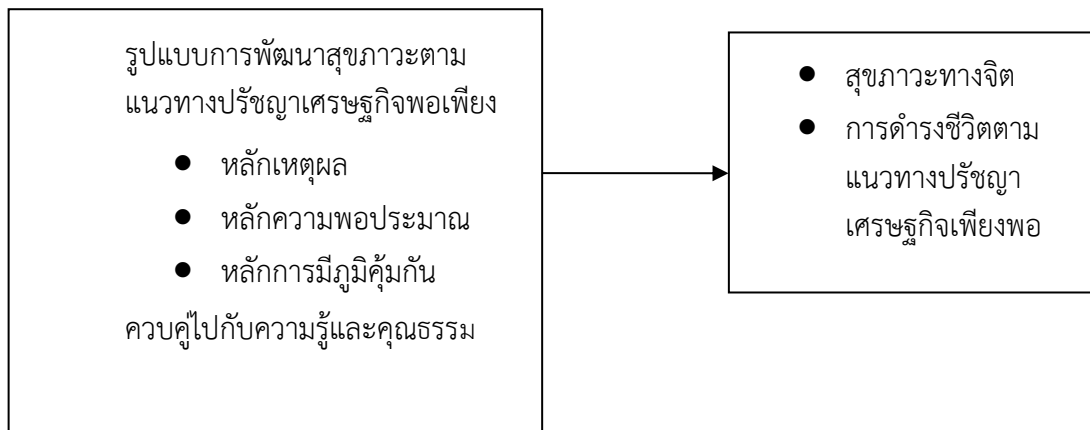 รูปแบบการพัฒนาสุขภาวะตาม
แนวทางปรัชญาเศรษฐกิจพอเพียง
● หลักเหตุผล
● หลักความพอประมาณ
● หลักการมีภูมิคุ้มกัน
ควบคู่ไปกับความรู้และคุณธรรม
● สุขภาวะทางจิต
● การดำรงชีวิตตาม
แนวทางปรัชญา
เศรษฐกิจเพียงพอ